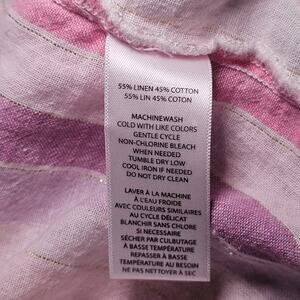 55% LINEN 45% COTTON
55% LIN 45% COTON
MACHINEWASH
COLD WITH LIKE COLORS
GENTLE CYCLE
NON-CHLORINE BLEACH
WHEN NEEDED
TUMBLE DRY LOW
COOL IRON IF NEEDED
DO NOT DRY CLEAN
LAVER À LA MACHINE
À L'EAU FROIDE
AVEC COULEURS SIMILAIRES
AU CYCLE DÉLICAT
BLANCHIR SANS CHLORE
SI NECESSAIRE
SÉCHER PAR CULBUTAGE
À BASSE TEMPÉRATURE
REPASSER À BASSE
TEMPÉRATURE AU BESOIN
NE PAS NETTOYER À SEC